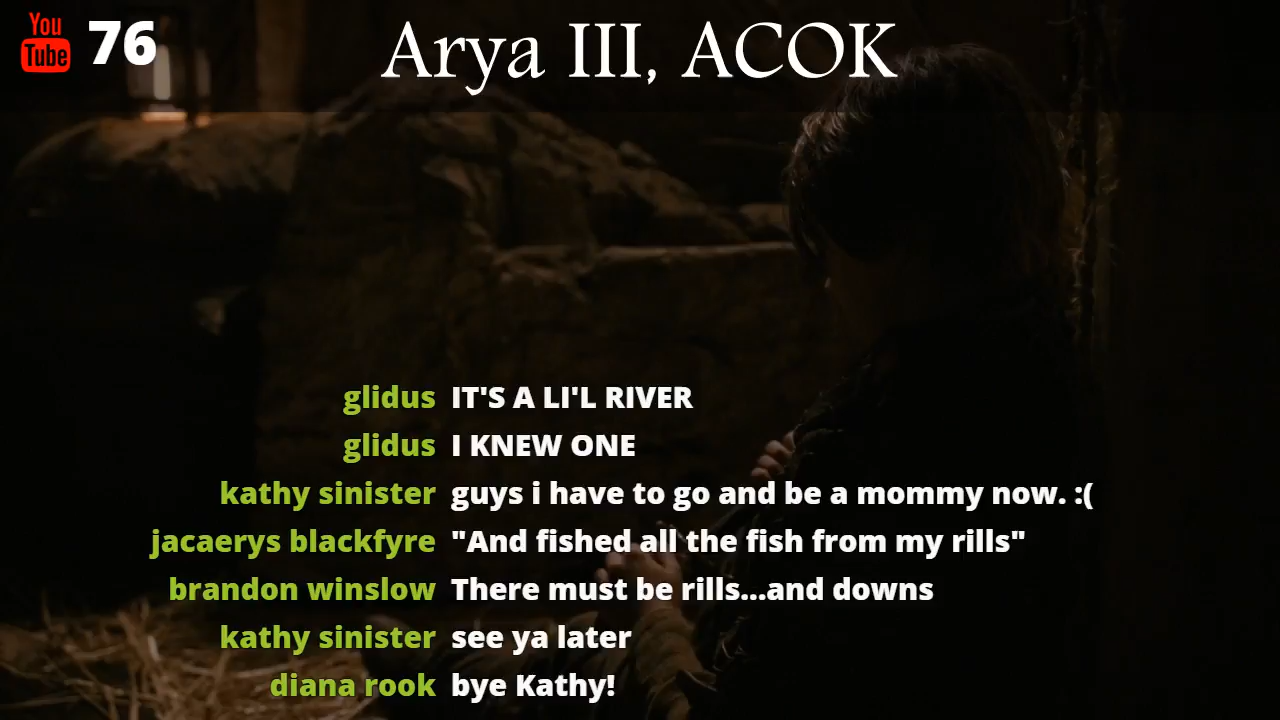 You
Tube
76
Arya III, ACOK
glidus IT'S A LI'L RIVER
glidus I KNEW ONE
kathy sinister guys i have to go and be a mommy now. :(
jacaerys blackfyre "And fished all the fish from my rills"
brandon winslow There must be rills...and downs
kathy sinister see ya later
diana rook bye Kathy!